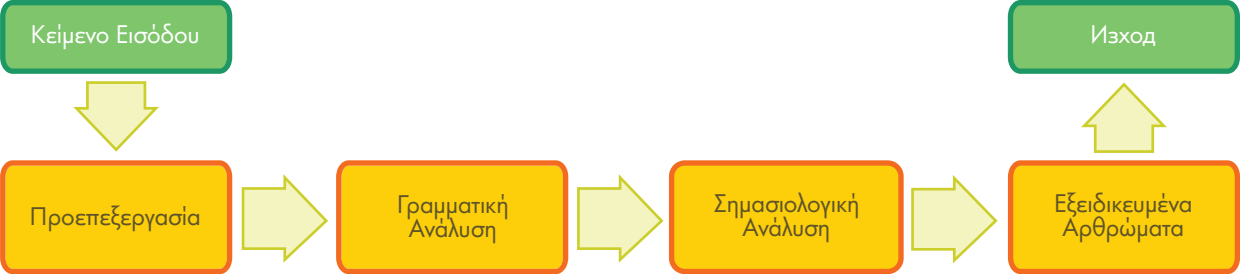 Κείμενο Εισόδου
Изход
Προεπεξεργασία
Γραμματική
Ανάλυση
Σημασιολογική
Ανάλυση
Εξειδικευμένα
Αρθρώματα